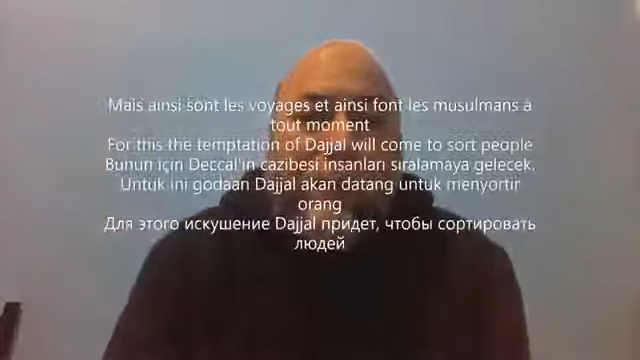 Mais ainsi sont les voyages et ainsi font les musulmans à
tout moment
For this the temptation of Dajjal will come to sort people
Bunun için Deccal'in cazibesi insanları sıralamaya gelecek.
Untuk ini godaan Dajjal akan datang untuk menyortir
orang
Для этого искушение Dajjal придет, чтобы сортировать
людей